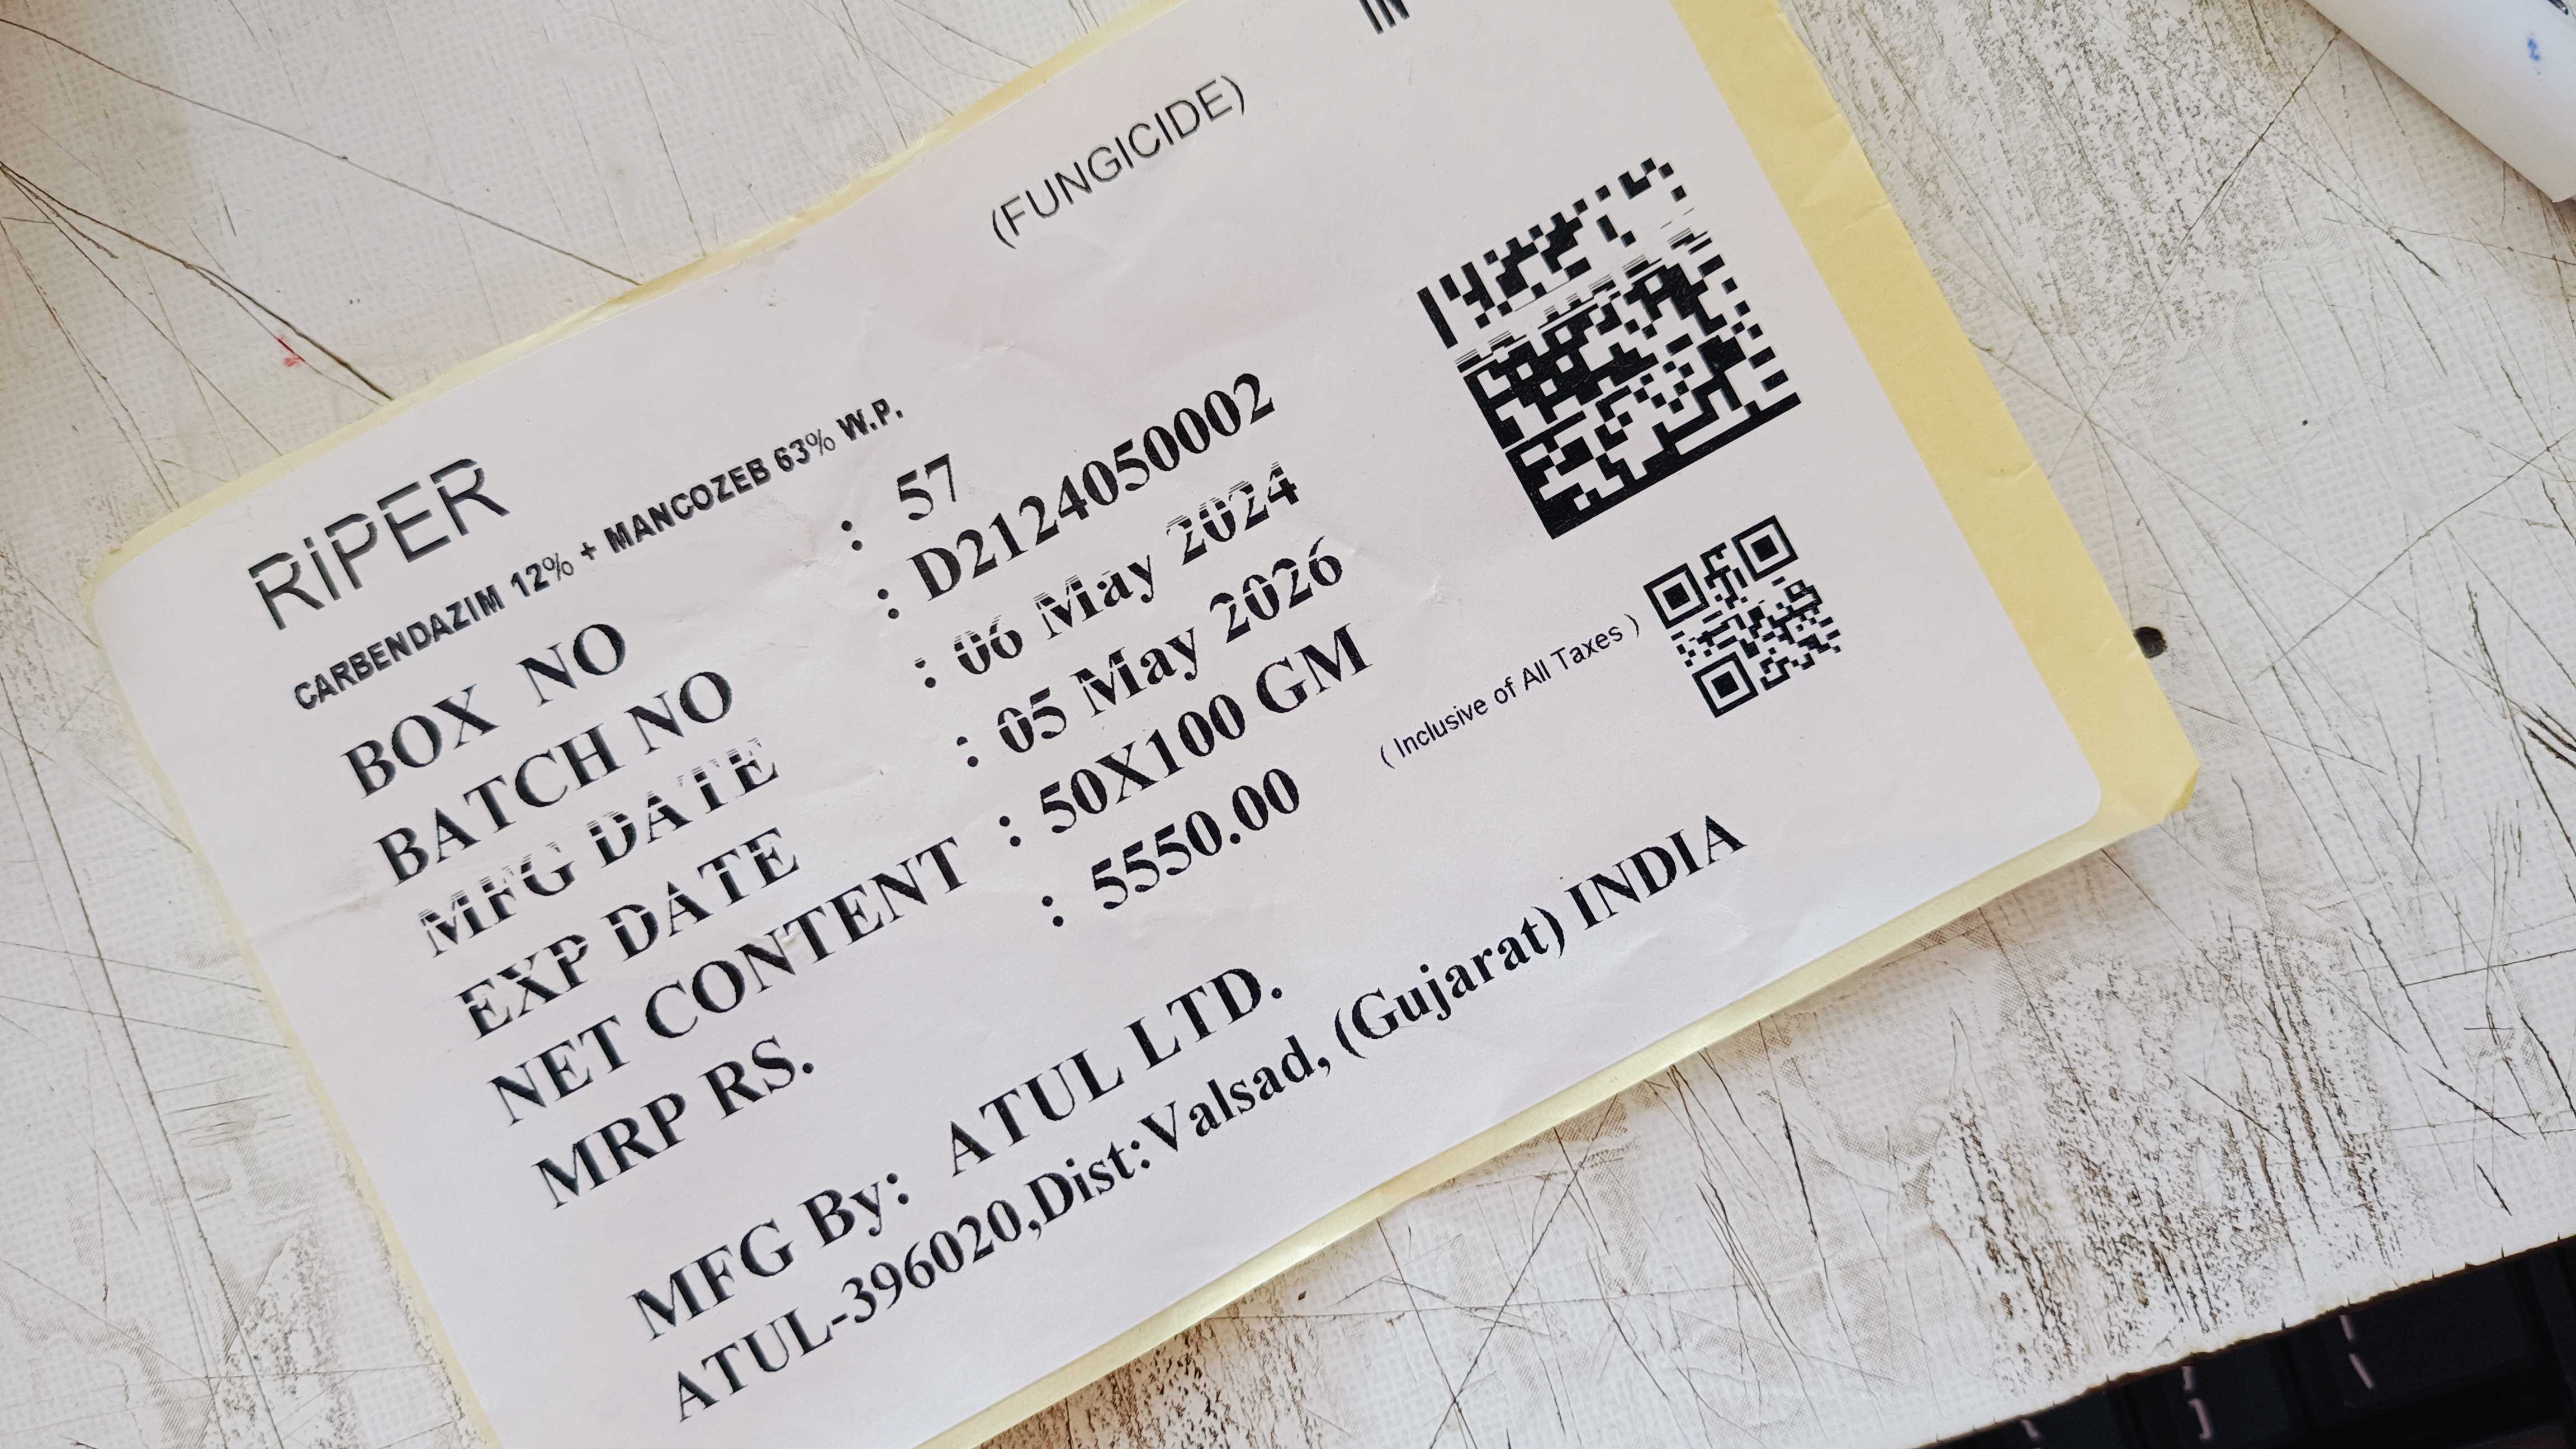 IN
(FUNGICIDE)
RiPER
CARBENDAZIM 12% + MANCOZEB 63% W.P.
BOX NO : 57
BATCH NO : D2124050002
MFG DATE : 06 May 2024
EXP DATE : 05 May 2026
NET CONTENT : 50X100 GM
MRP RS. : 5550.00 ( Inclusive of All Taxes )
MFG By: ATUL LTD.
ATUL-396020,Dist:Valsad, (Gujarat) INDIA